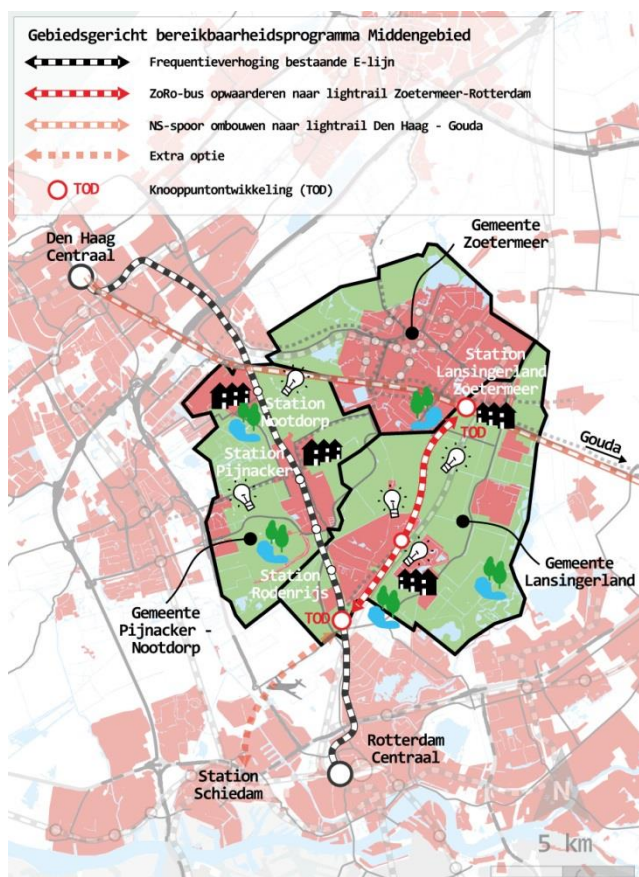 Gebiedsgericht bereikbaarheidsprogramma Middengebied
Frequentieverhoging bestaande E-lijn
ZoRo-bus opwaarderen naar lightrail Zoetermeer-Rotterdam
NS-spoor ombouwen naar lightrail Den Haag - Gouda
Extra optie
TOD
Knooppuntontwikkeling (TOD)
Den Haag
Centraal
Gemeente
Zoetermeer
Station
Lansingerland
Zoetermeer
TOD
Station
Nootdorp
Gouda
Station
Pijnacker
Station
Rodenrijs
Gemeente
Lansingerland
Gemeente
Pijnacker -
Nootdorp
TOD
Rotterdam
Centraal
Station
Schiedam
N
5 km